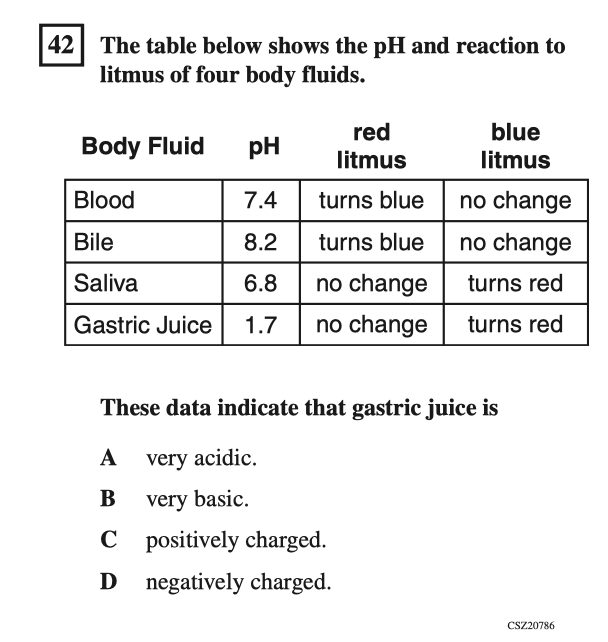 42 The table below shows the pH and reaction to
litmus of four body fluids.
Body Fluid pH red litmus blue litmus
Blood 7.4 turns blue no change
Bile 8.2 turns blue no change
Saliva 6.8 no change turns red
Gastric Juice 1.7 no change turns red
These data indicate that gastric juice is
A very acidic.
B very basic.
C positively charged.
D negatively charged.
CSZ20786